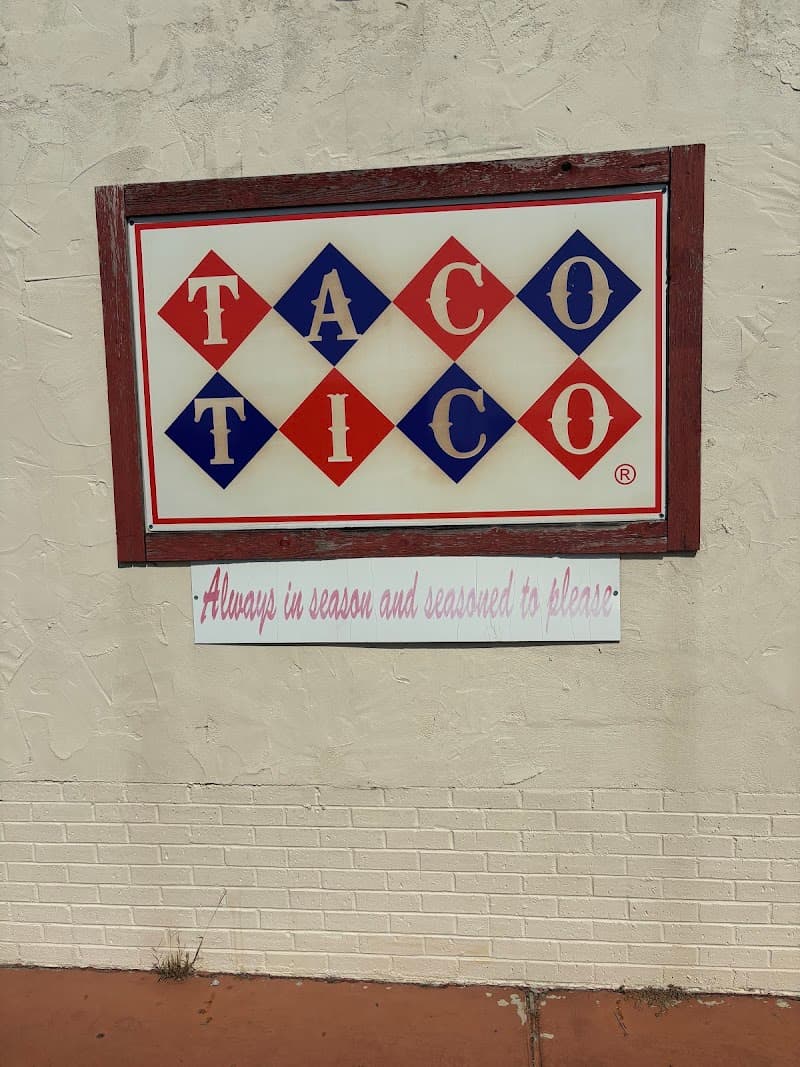 TACO
TICO
®
Always in season and seasoned to please